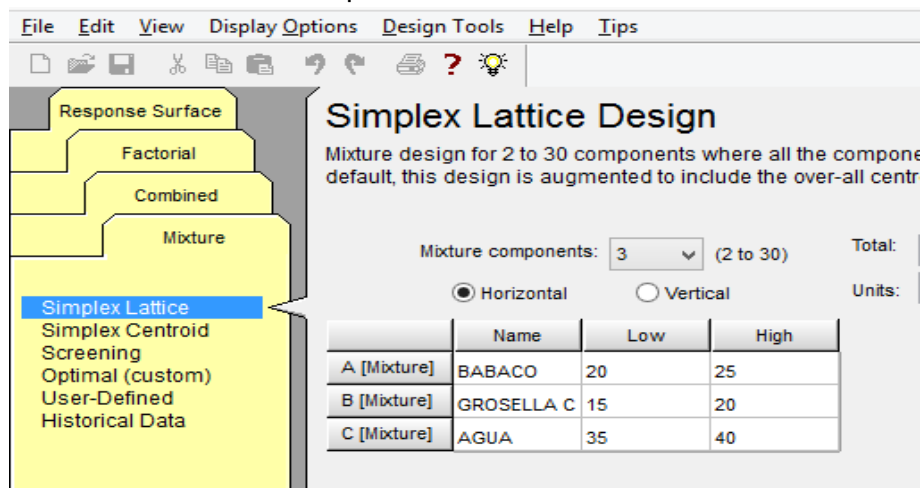 File Edit View Display Options Design Tools Help Tips
Response Surface
Factorial
Combined
Mixture
Simplex Lattice
Simplex Centroid
Screening
Optimal (custom)
User-Defined
Historical Data
Simplex Lattice Design
Mixture design for 2 to 30 components where all the compone
default, this design is augmented to include the over-all centr
Mixture components: 3 (2 to 30) Total:
Horizontal Vertical Units:
Name Low High
A [Mixture] BABACO 20 25
B [Mixture] GROSELLA C 15 20
C [Mixture] AGUA 35 40